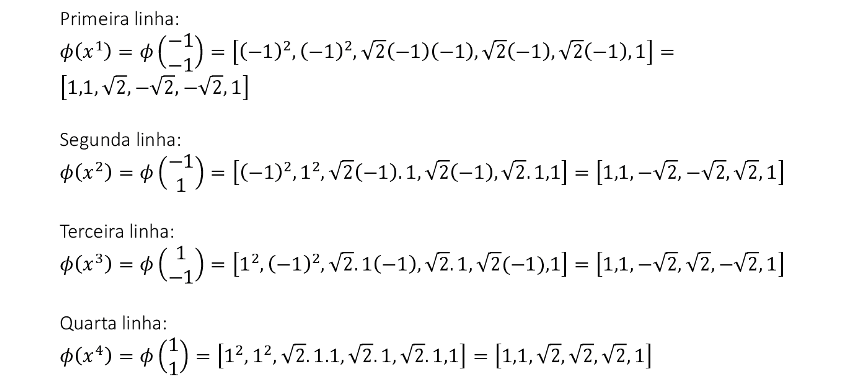 Primeira linha:
𝜙(𝑥¹) = 𝜙(−1 −1) = [(−1)², (−1)², √2(−1)(−1), √2(−1), √2(−1), 1] =
[1,1, √2, −√2, −√2, 1]
Segunda linha:
𝜙(𝑥²) = 𝜙(−1 1) = [(−1)², 1², √2(−1). 1, √2(−1), √2. 1,1] = [1,1, −√2, −√2, √2, 1]
Terceira linha:
𝜙(𝑥³) = 𝜙(1 −1) = [1², (−1)², √2. 1(−1), √2. 1, √2(−1),1] = [1,1, −√2, √2, −√2, 1]
Quarta linha:
𝜙(𝑥⁴) = 𝜙(1 1) = [1², 1², √2. 1.1, √2. 1, √2. 1,1] = [1,1, √2, √2, √2, 1]